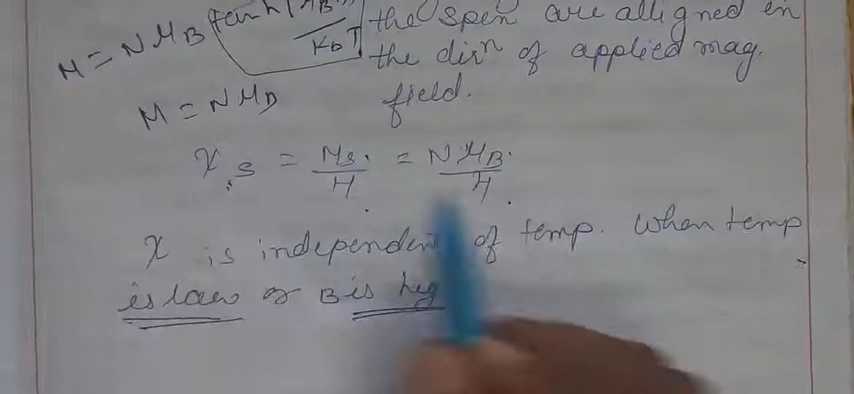 M = NμB tanh(μB
KbT
the spin are alligned in
the dirn of applied mag.
field.
M = NμB
χs = Ms/H = NμB/H
χ is independent of temp. When temp
is low or B is hig